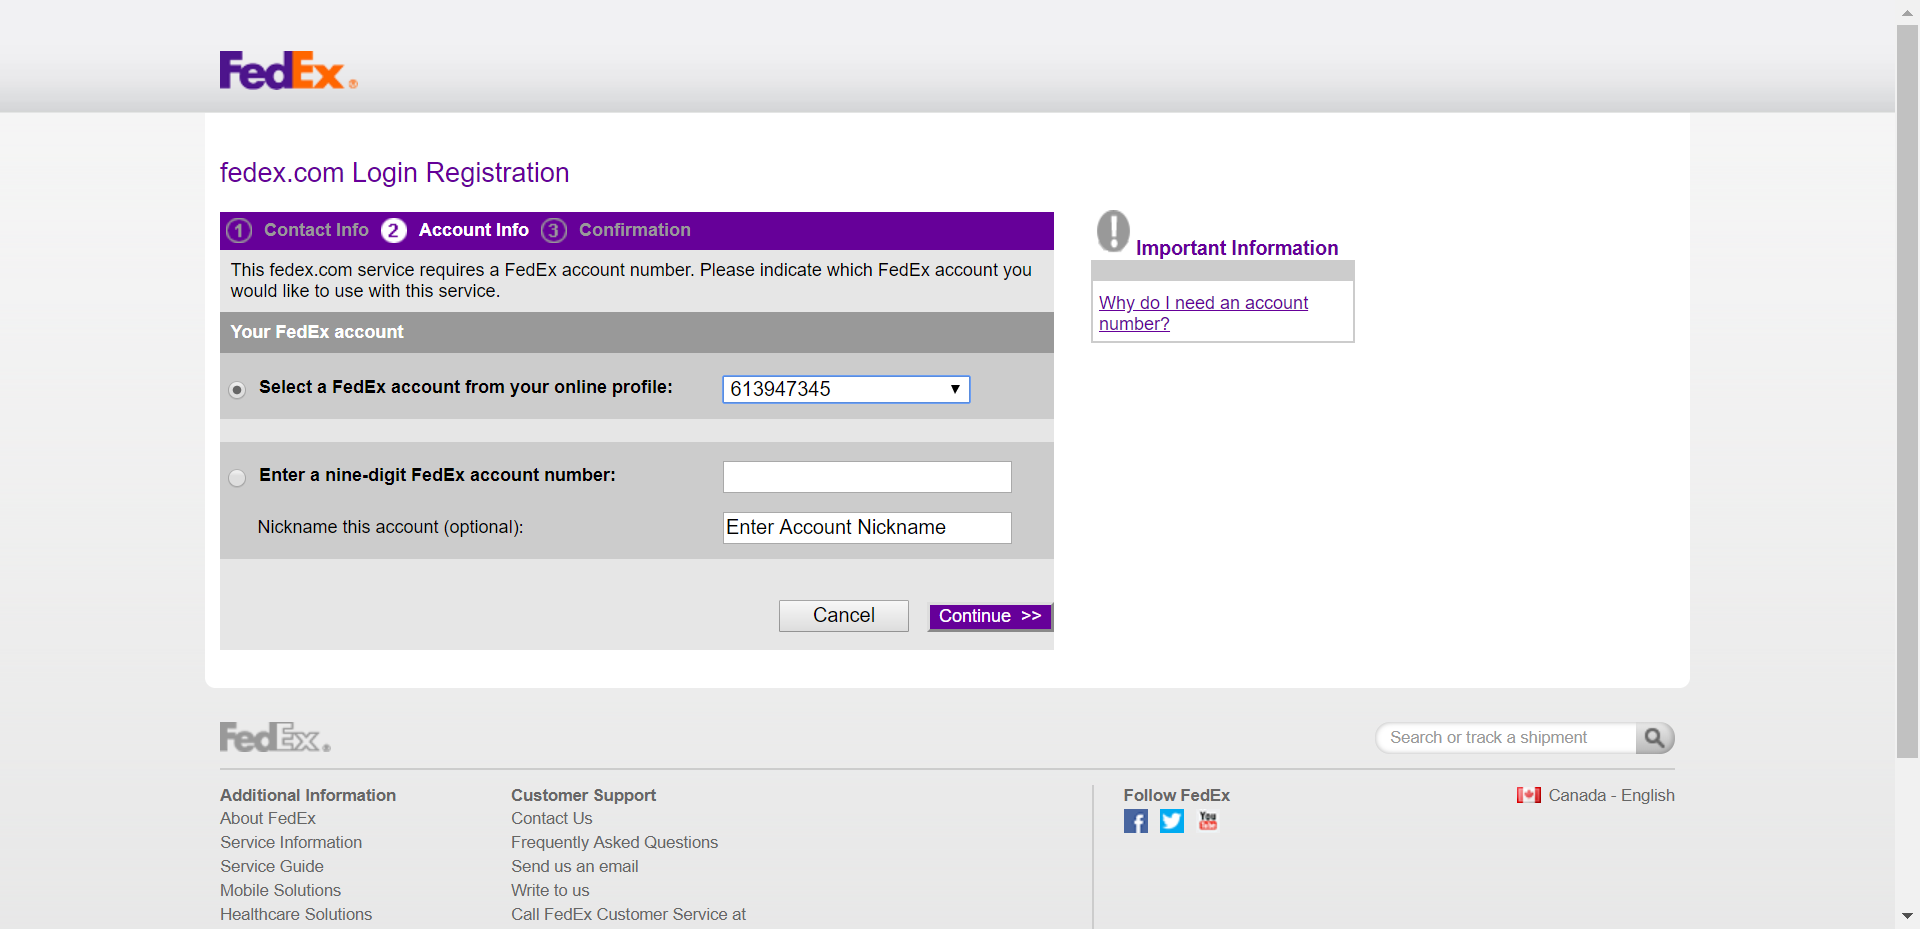 FedEx®
fedex.com Login Registration
1 Contact Info 2 Account Info 3 Confirmation
This fedex.com service requires a FedEx account number. Please indicate which FedEx account you
would like to use with this service.
Your FedEx account
Select a FedEx account from your online profile: 613947345
Enter a nine-digit FedEx account number:
Nickname this account (optional): Enter Account Nickname
Cancel Continue >>
! Important Information
Why do I need an account
number?
FedEx®
Search or track a shipment
Additional Information
About FedEx
Service Information
Service Guide
Mobile Solutions
Healthcare Solutions
Customer Support
Contact Us
Frequently Asked Questions
Send us an email
Write to us
Call FedEx Customer Service at
Follow FedEx
f You Tube
Canada - English